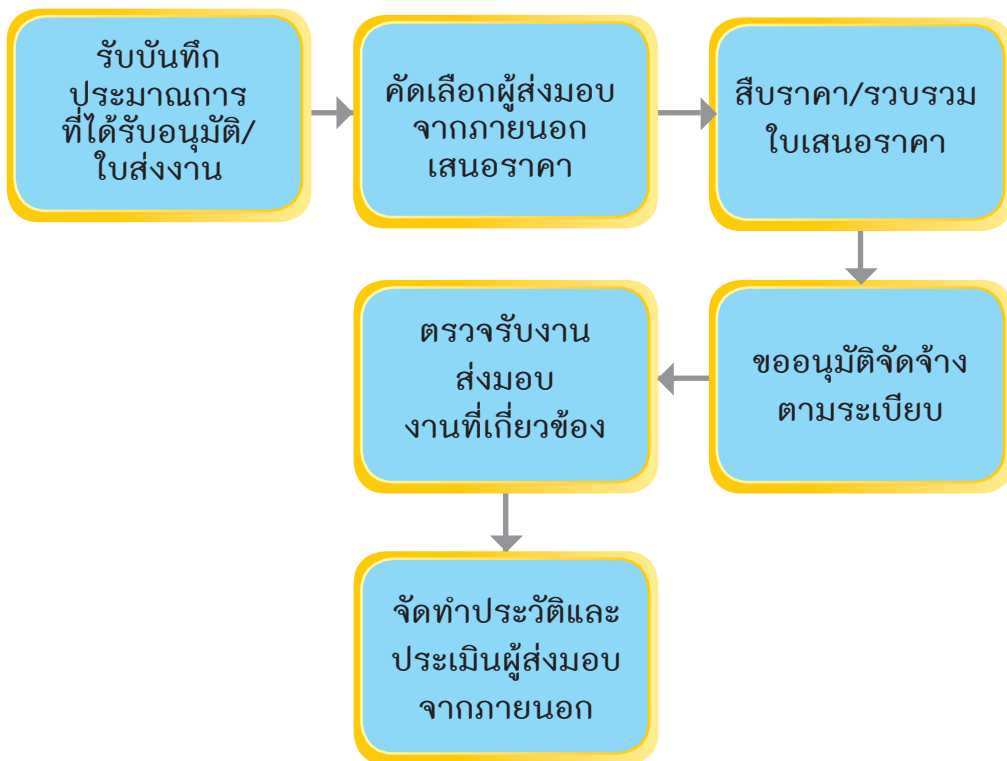 รับบันทึก
ประมาณการ
ที่ได้รับอนุมัติ/
ใบส่งงาน
คัดเลือกผู้ส่งมอบ
จากภายนอก
เสนอราคา
สืบราคา/รวบรวม
ใบเสนอราคา
ขออนุมัติจัดจ้าง
ตามระเบียบ
ตรวจรับงาน
ส่งมอบ
งานที่เกี่ยวข้อง
จัดทำประวัติและ
ประเมินผู้ส่งมอบ
จากภายนอก